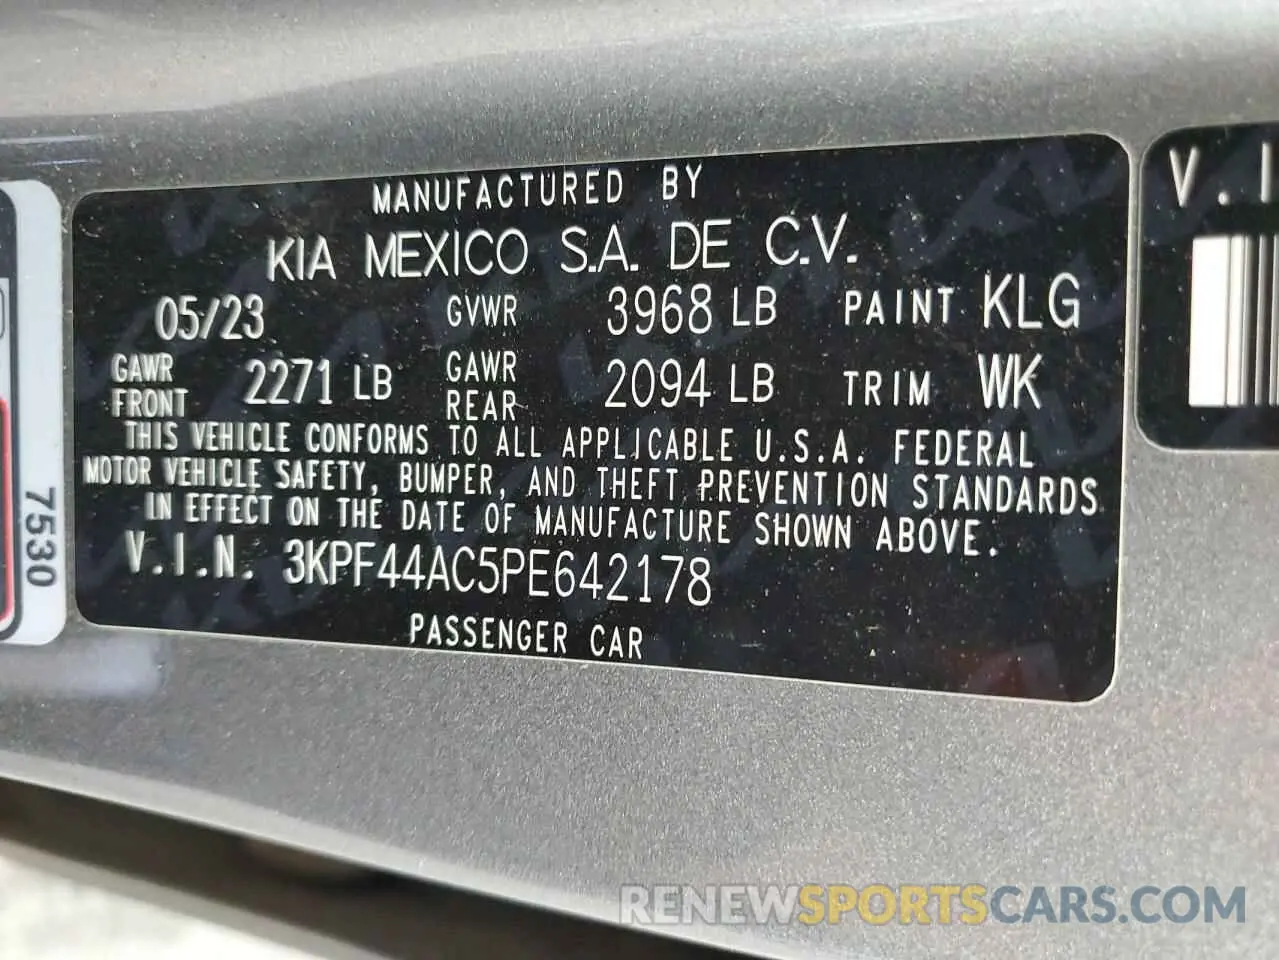 MANUFACTURED BY
KIA MEXICO S.A. DE C.V.
05/23 GVWR 3968 LB PAINT KLG
GAWR FRONT 2271 LB GAWR REAR 2094 LB TRIM WK
THIS VEHICLE CONFORMS TO ALL APPLICABLE U.S.A. FEDERAL
MOTOR VEHICLE SAFETY, BUMPER, AND THEFT PREVENTION STANDARDS
IN EFFECT ON THE DATE OF MANUFACTURE SHOWN ABOVE.
V.I.N. 3KPF44AC5PE642178
PASSENGER CAR
V.I
7530
RENEWSPORTSCARS.COM